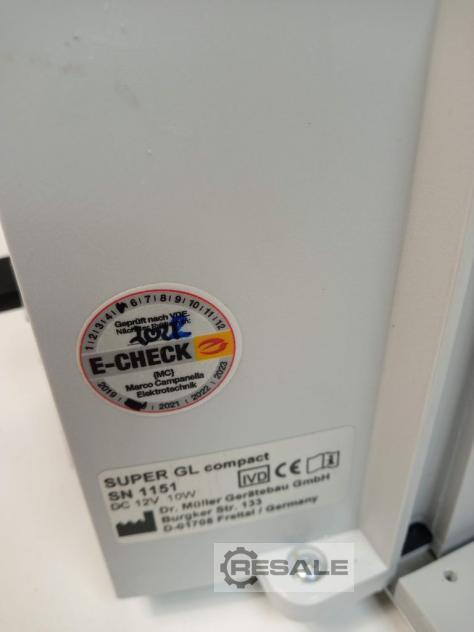 1|2|3|4| 6|7|8|9|10|11|12
Geprüft nach VDE.
E-CHECK
(MC)
Marco Campanella
Elektrotechnik
2019 | 2021 | 2022 | 2023
SUPER GL compact
SN 1151
DC 12V 10W
IVD CE
Dr. Müller Gerätebau GmbH
Burgker Str. 133
D-01705 Freital / Germany
RESALE